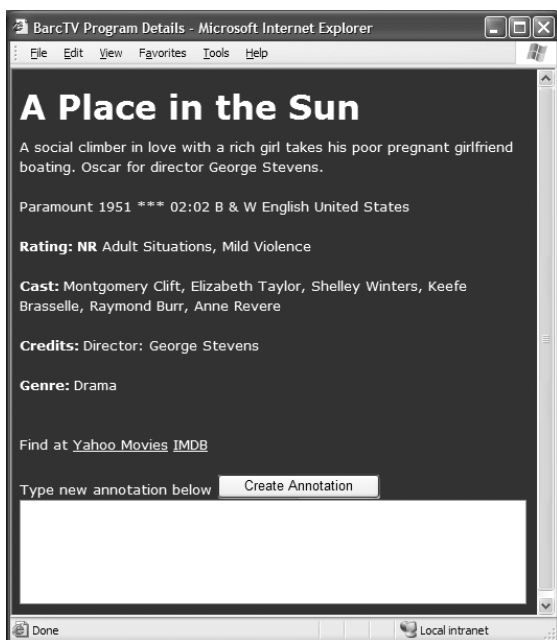 BarcTV Program Details - Microsoft Internet Explorer
File Edit View Favorites Tools Help
A Place in the Sun
A social climber in love with a rich girl takes his poor pregnant girlfriend
boating. Oscar for director George Stevens.
Paramount 1951 *** 02:02 B & W English United States
Rating: NR Adult Situations, Mild Violence
Cast: Montgomery Clift, Elizabeth Taylor, Shelley Winters, Keefe
Brasselle, Raymond Burr, Anne Revere
Credits: Director: George Stevens
Genre: Drama
Find at Yahoo Movies IMDB
Type new annotation below Create Annotation
Done Local intranet